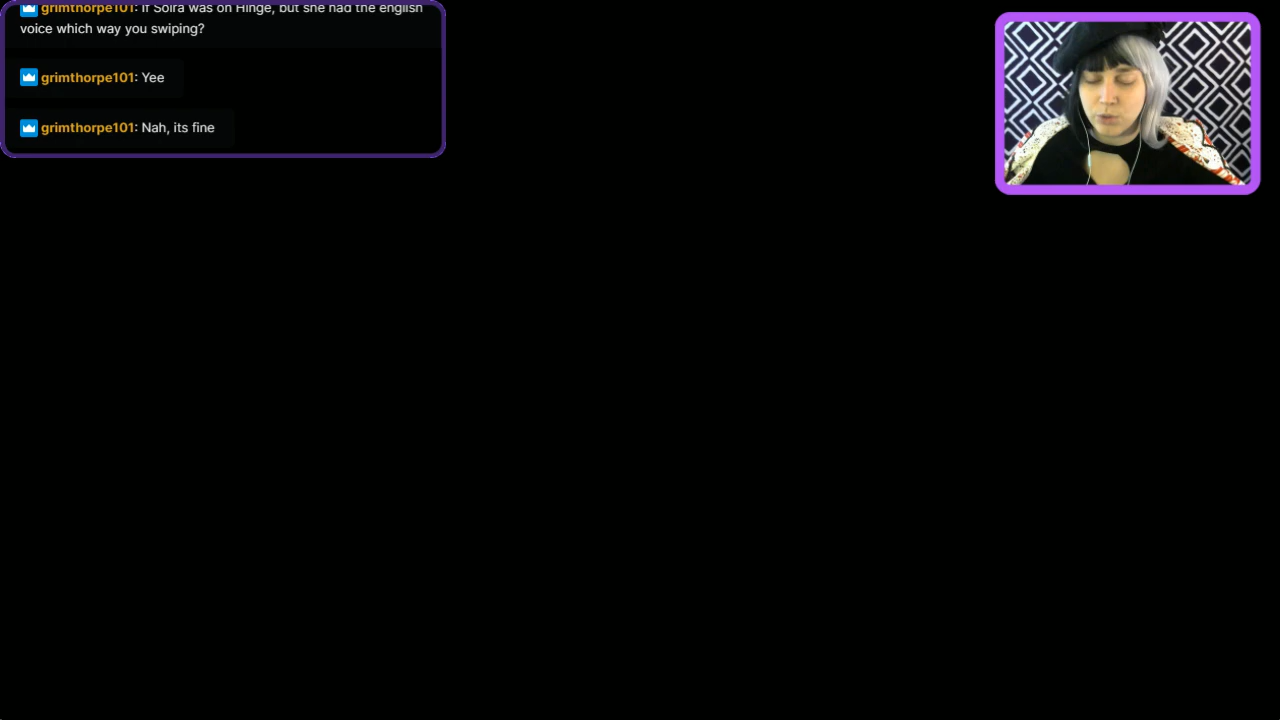 grimthorpe101: If Solra was on Hinge, but she had the english
voice which way you swiping?
grimthorpe101: Yee
grimthorpe101: Nah, its fine